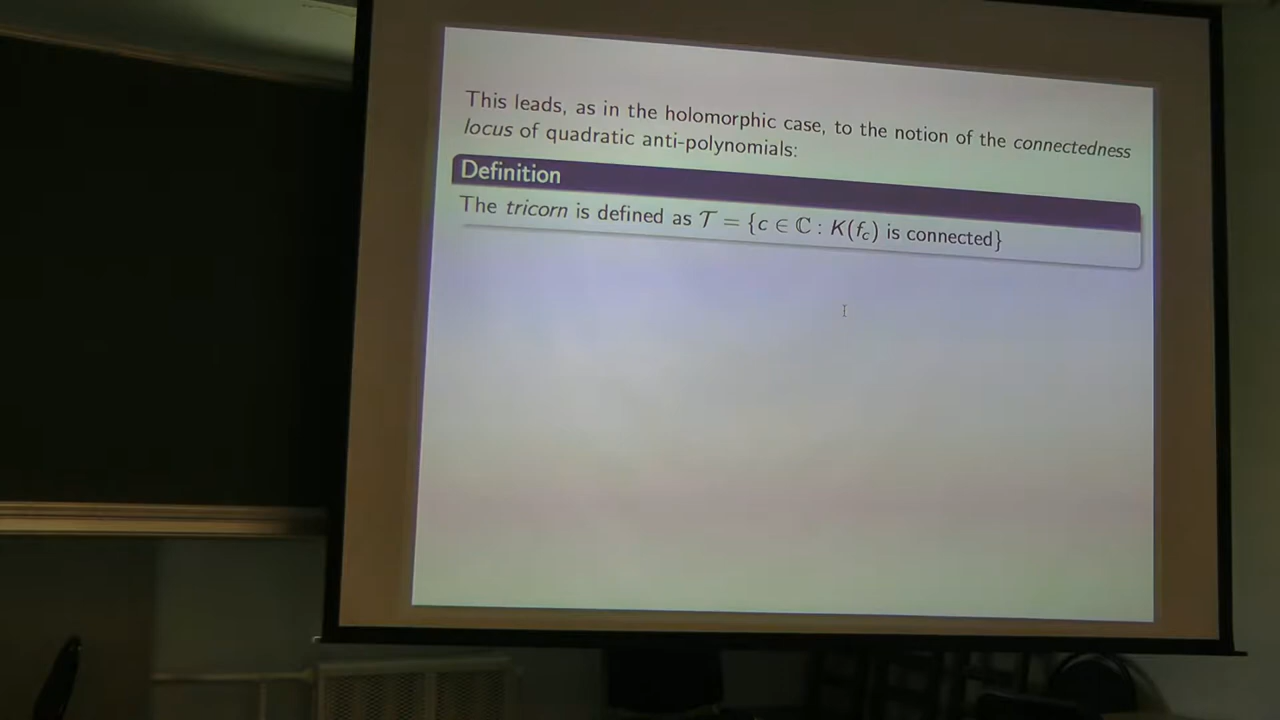 This leads, as in the holomorphic case, to the notion of the connectedness
locus of quadratic anti-polynomials:
Definition
The tricorn is defined as 𝒯 = {c ∈ ℂ : K(f_c) is connected}